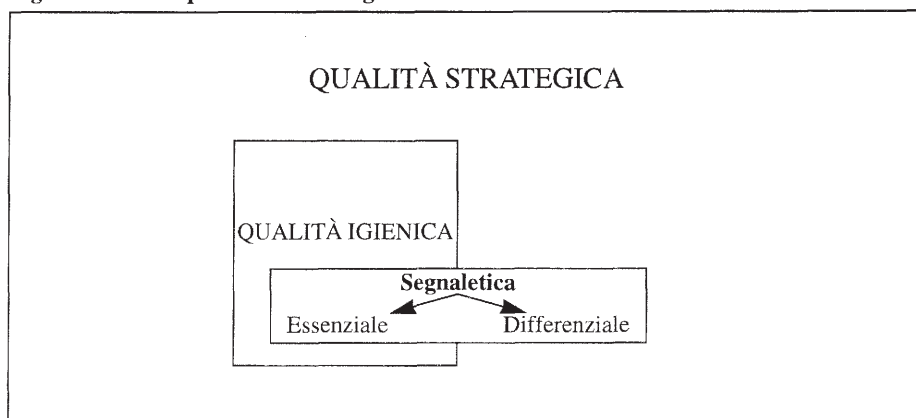 QUALITÀ STRATEGICA
QUALITÀ IGIENICA
Segnaletica
Essenziale Differenziale